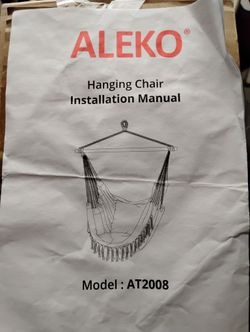 ALEKO®
Hanging Chair
Installation Manual
Model : AT2008